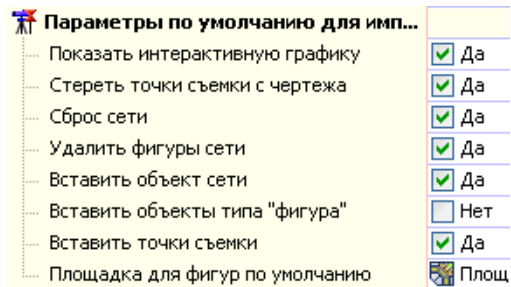 Параметры по умолчанию для имп...
Показать интерактивную графику Да
Стереть точки съемки с чертежа Да
Сброс сети Да
Удалить фигуры сети Да
Вставить объект сети Да
Вставить объекты типа "фигура" Нет
Вставить точки съемки Да
Площадка для фигур по умолчанию Площ